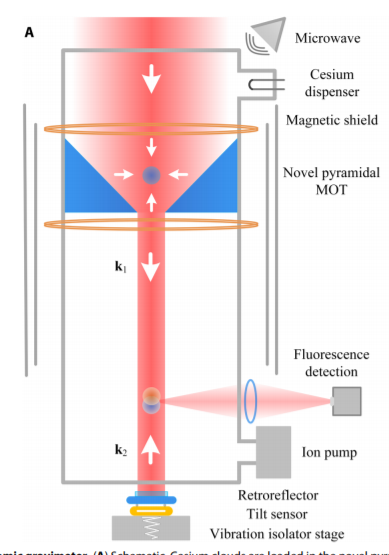 A
Microwave
Cesium
dispenser
Magnetic shield
Novel pyramidal
MOT
k₁
Fluorescence
detection
k₂
Ion pump
Retroreflector
Tilt sensor
Vibration isolator stage